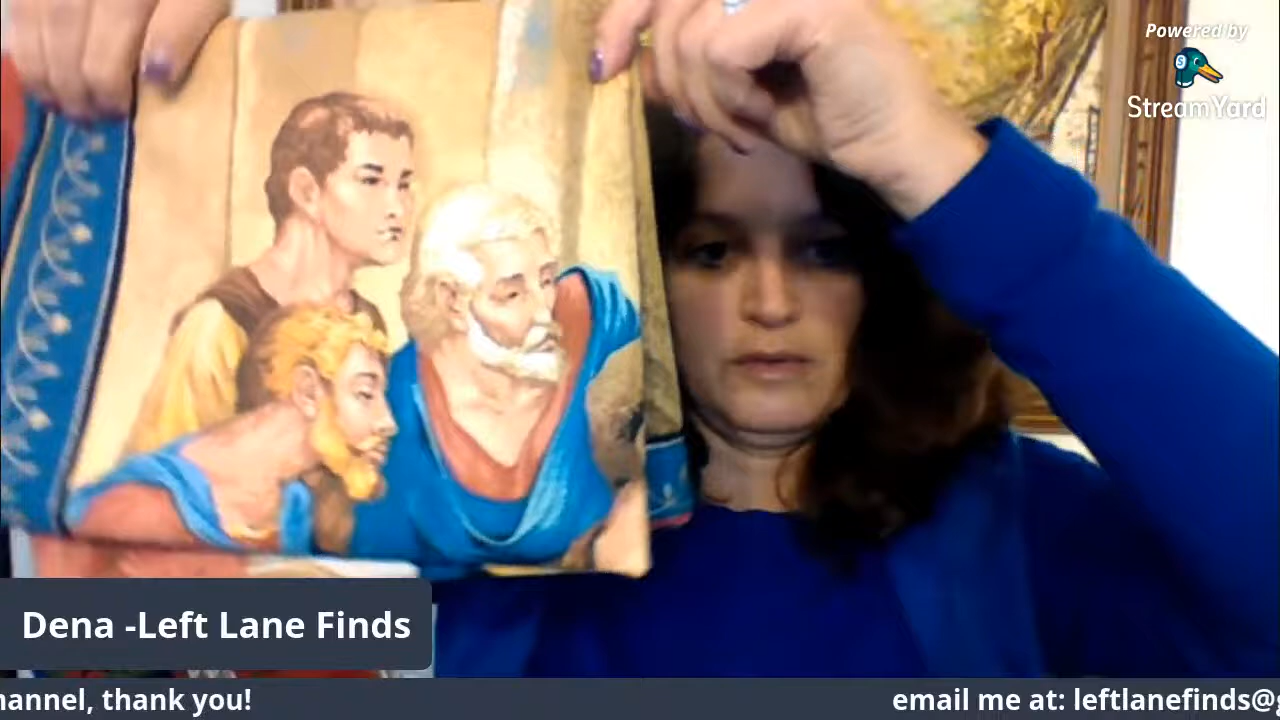 Powered by
StreamYard
Dena -Left Lane Finds
hannel, thank you!
email me at: leftlanefinds@